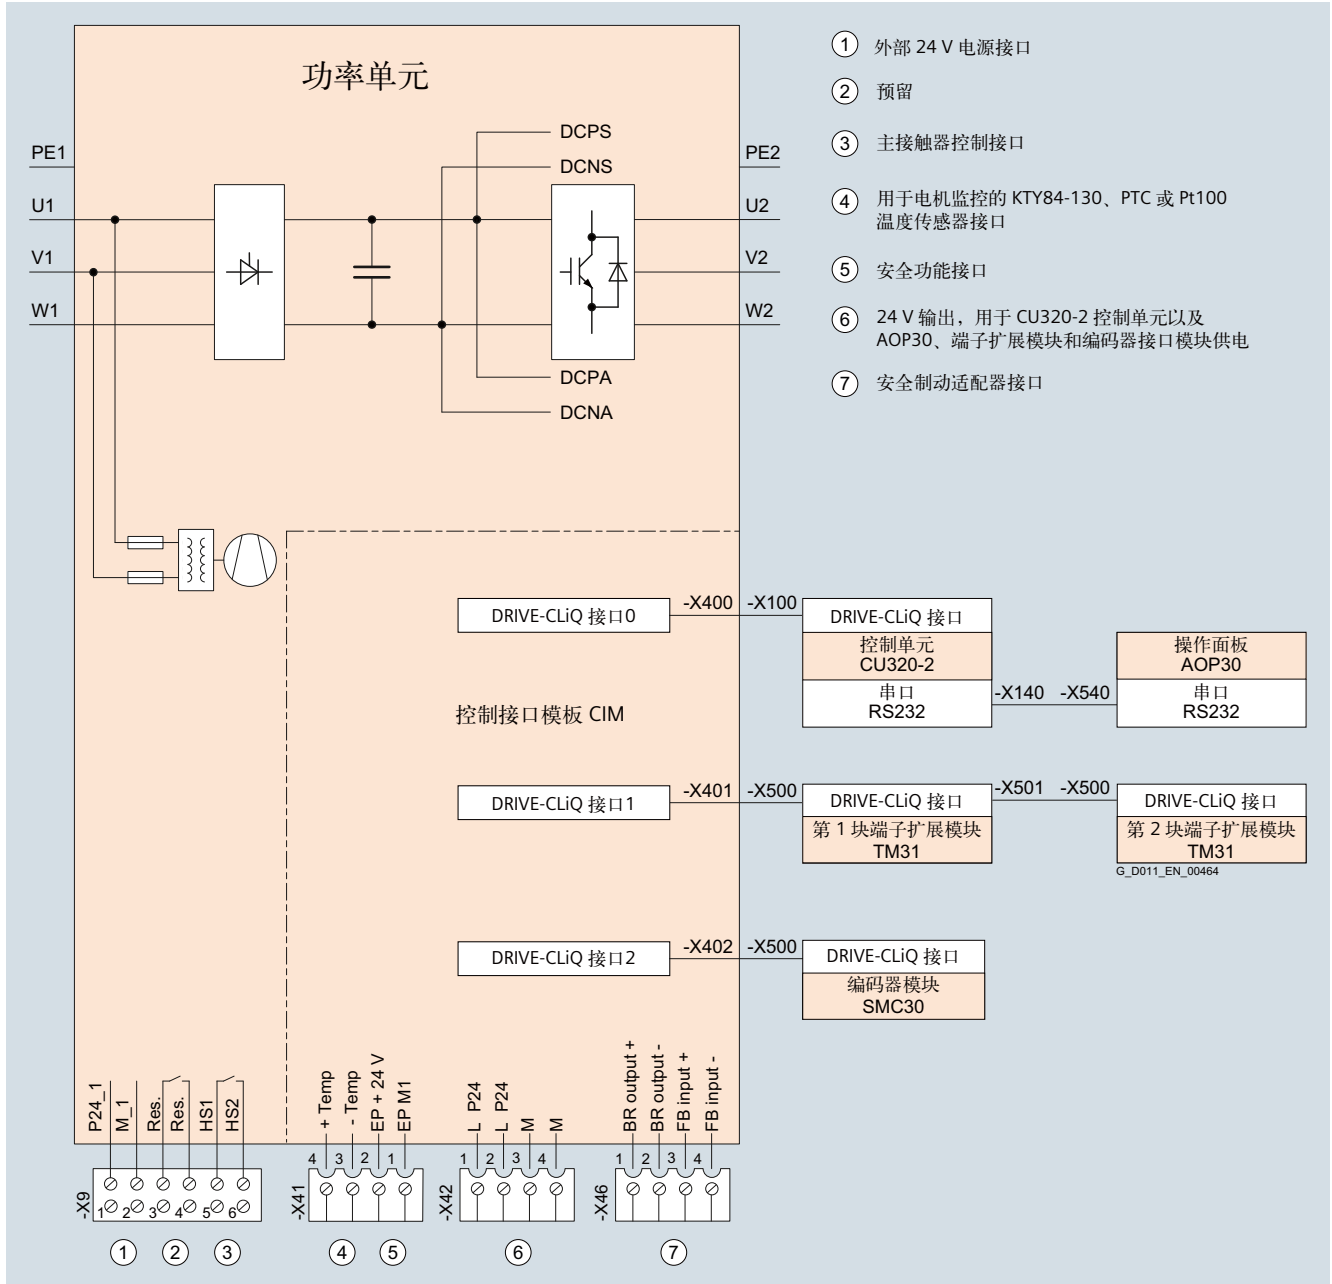 功率单元
PE1
U1
V1
W1
DCPS
DCNS
DCPA
DCNA
PE2
U2
V2
W2
1 外部 24 V 电源接口
2 预留
3 主接触器控制接口
4 用于电机监控的 KTY84-130、PTC 或 Pt100
温度传感器接口
5 安全功能接口
6 24 V 输出，用于 CU320-2 控制单元以及
AOP30、端子扩展模块和编码器接口模块供电
7 安全制动适配器接口
DRIVE-CLiQ 接口0
-X400
-X100
DRIVE-CLiQ 接口
控制单元
CU320-2
串口
RS232
-X140
-X540
操作面板
AOP30
串口
RS232
控制接口模板 CIM
DRIVE-CLiQ 接口1
-X401
-X500
DRIVE-CLiQ 接口
第 1 块端子扩展模块
TM31
-X501
-X500
DRIVE-CLiQ 接口
第 2 块端子扩展模块
TM31
G_D011_EN_00464
DRIVE-CLiQ 接口2
-X402
-X500
DRIVE-CLiQ 接口
编码器模块
SMC30
P24_1
M_1
Res.
Res.
HS1
HS2
-X9
1 2 3 4 5 6
1
2
3
+ Temp
- Temp
EP + 24 V
EP M1
4 3 2 1
-X41
4
5
L P24
L P24
M
M
1 2 3 4
-X42
6
BR output +
BR output -
FB input +
FB input -
1 2 3 4
-X46
7